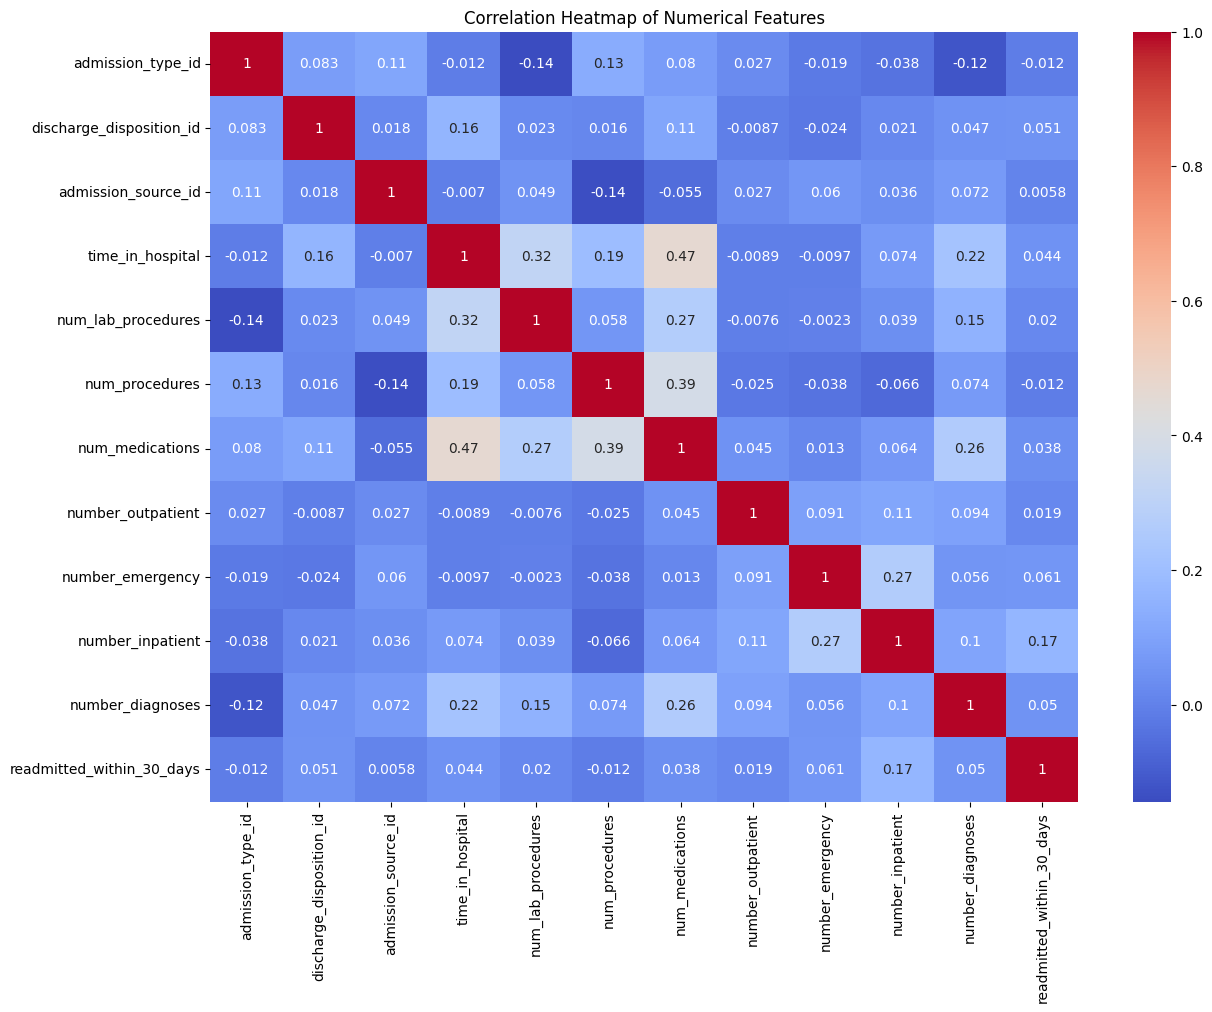 Correlation Heatmap of Numerical Features
admission_type_id 1 0.083 0.11 -0.012 -0.14 0.13 0.08 0.027 -0.019 -0.038 -0.12 -0.012
discharge_disposition_id 0.083 1 0.018 0.16 0.023 0.016 0.11 -0.0087 -0.024 0.021 0.047 0.051
admission_source_id 0.11 0.018 1 -0.007 0.049 -0.14 -0.055 0.027 0.06 0.036 0.072 0.0058
time_in_hospital -0.012 0.16 -0.007 1 0.32 0.19 0.47 -0.0089 -0.0097 0.074 0.22 0.044
num_lab_procedures -0.14 0.023 0.049 0.32 1 0.058 0.27 -0.0076 -0.0023 0.039 0.15 0.02
num_procedures 0.13 0.016 -0.14 0.19 0.058 1 0.39 -0.025 -0.038 -0.066 0.074 -0.012
num_medications 0.08 0.11 -0.055 0.47 0.27 0.39 1 0.045 0.013 0.064 0.26 0.038
number_outpatient 0.027 -0.0087 0.027 -0.0089 -0.0076 -0.025 0.045 1 0.091 0.11 0.094 0.019
number_emergency -0.019 -0.024 0.06 -0.0097 -0.0023 -0.038 0.013 0.091 1 0.27 0.056 0.061
number_inpatient -0.038 0.021 0.036 0.074 0.039 -0.066 0.064 0.11 0.27 1 0.1 0.17
number_diagnoses -0.12 0.047 0.072 0.22 0.15 0.074 0.26 0.094 0.056 0.1 1 0.05
readmitted_within_30_days -0.012 0.051 0.0058 0.044 0.02 -0.012 0.038 0.019 0.061 0.17 0.05 1
admission_type_id
discharge_disposition_id
admission_source_id
time_in_hospital
num_lab_procedures
num_procedures
num_medications
number_outpatient
number_emergency
number_inpatient
number_diagnoses
readmitted_within_30_days
1.0
0.8
0.6
0.4
0.2
0.0